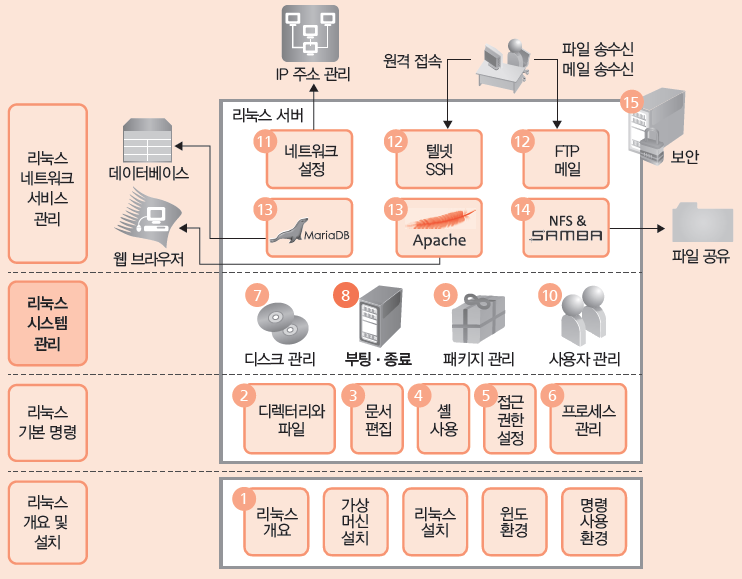 IP 주소 관리
원격 접속
파일 송수신
메일 송수신
15
보안
리눅스 서버
리눅스
네트워크
서비스
관리
데이터베이스
웹 브라우저
11
네트워크
설정
12
텔넷
SSH
12
FTP
메일
13
MariaDB
13
Apache
14
NFS &
SAMBA
파일 공유
리눅스
시스템
관리
7
디스크 관리
8
부팅·종료
9
패키지 관리
10
사용자 관리
리눅스
기본 명령
2
디렉터리와
파일
3
문서
편집
4
셸
사용
5
접근
권한
설정
6
프로세스
관리
리눅스
개요 및
설치
1
리눅스
개요
가상
머신
설치
리눅스
설치
윈도
환경
명령
사용
환경